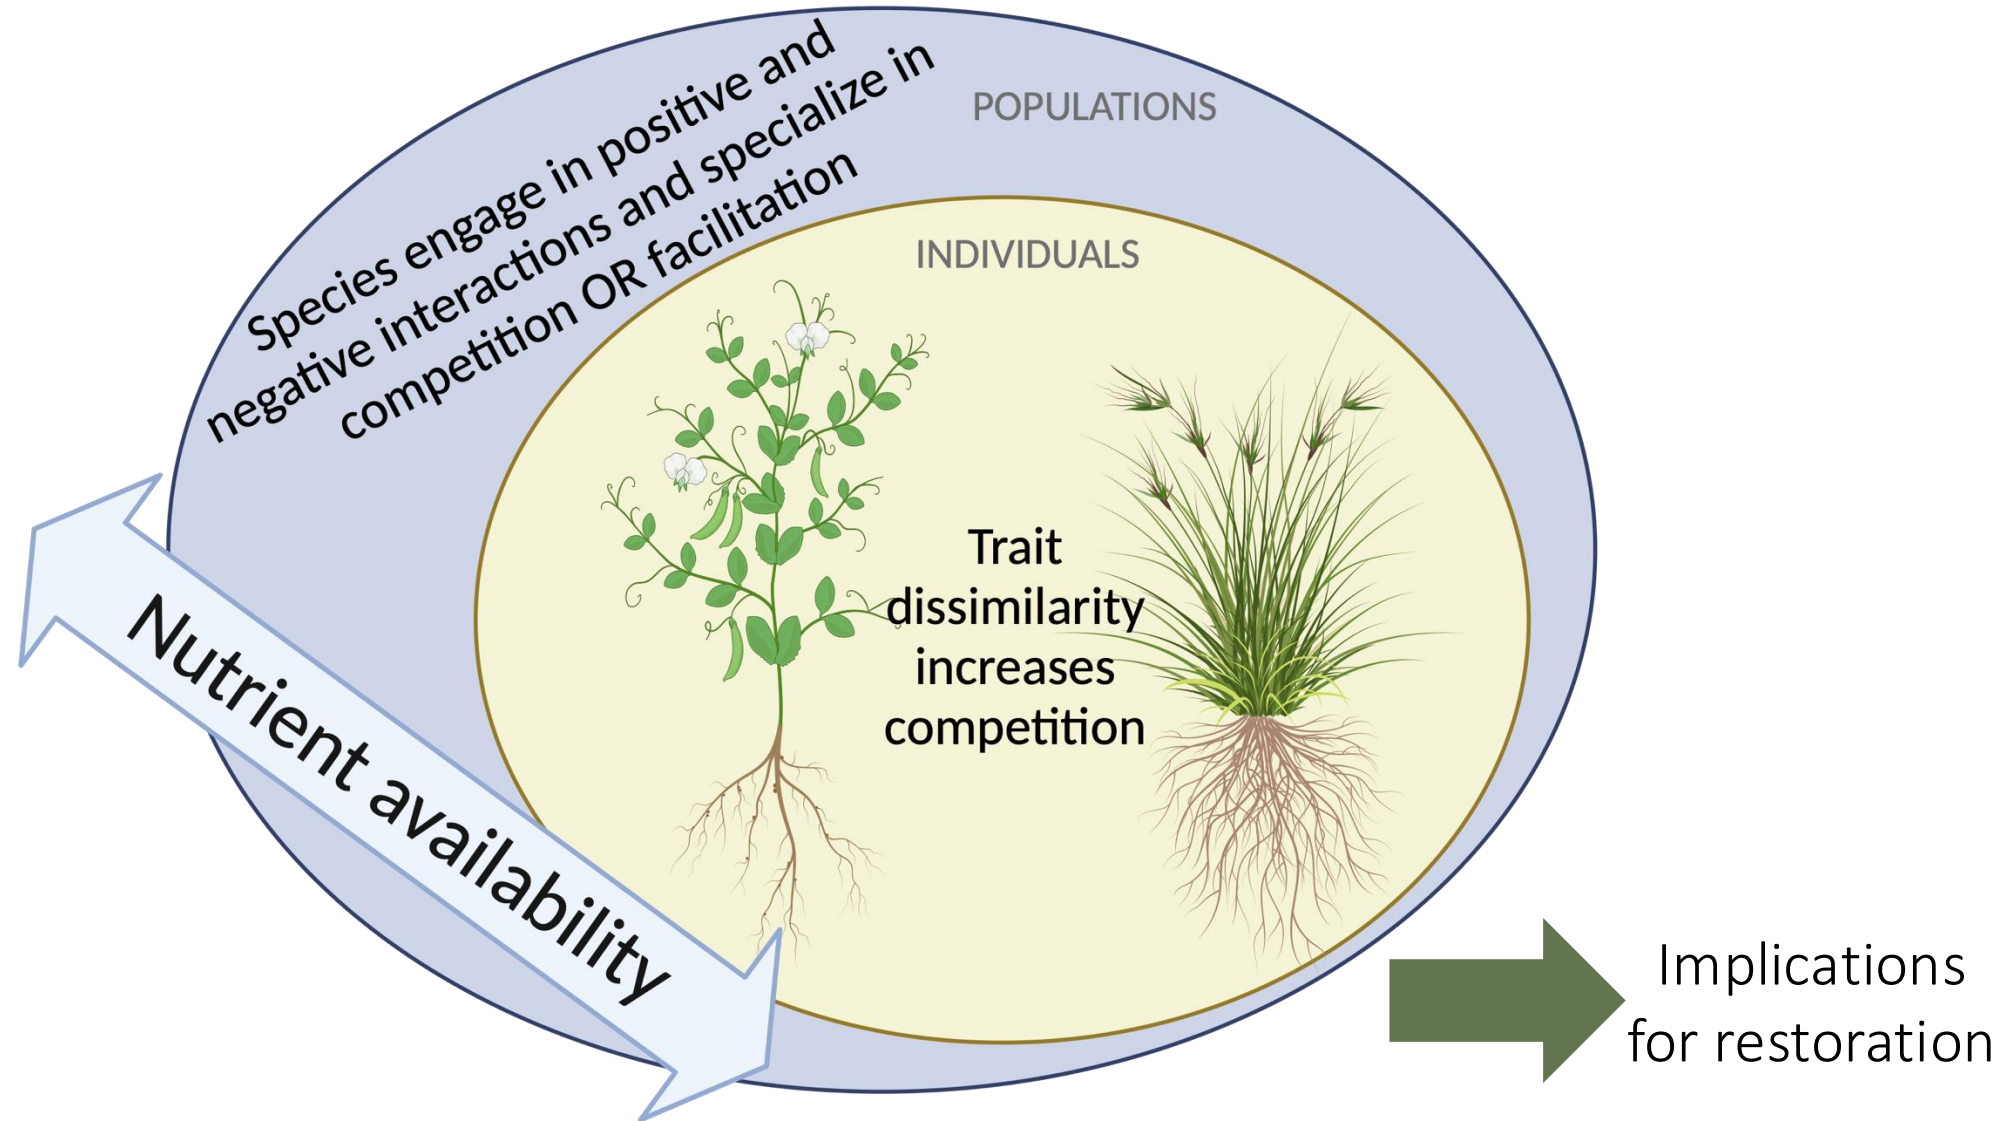 Species engage in positive and
negative interactions and specialize in
competition OR facilitation
POPULATIONS
INDIVIDUALS
Trait
dissimilarity
increases
competition
Nutrient availability
Implications
for restoration